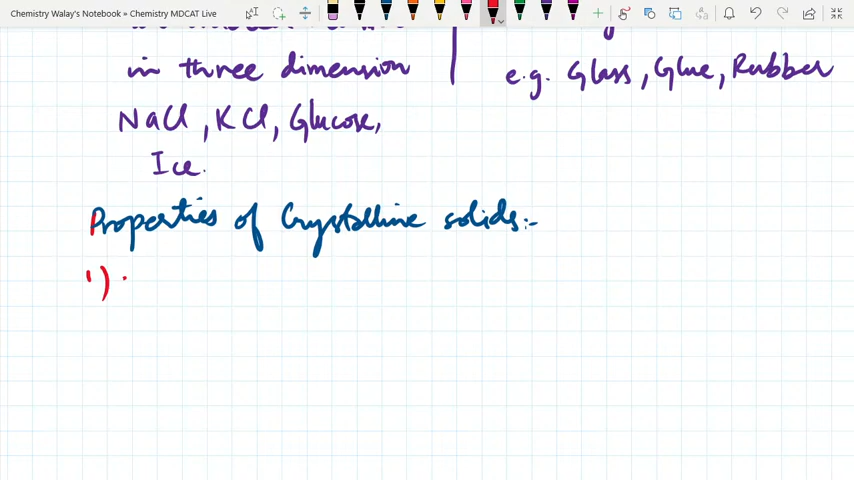 Chemistry Walay's Notebook » Chemistry MDCAT Live
in three dimension
NaCl, KCl, Glucose,
Ice.
e.g. Glass, Glue, Rubber
Properties of Crystalline solids:-
1)